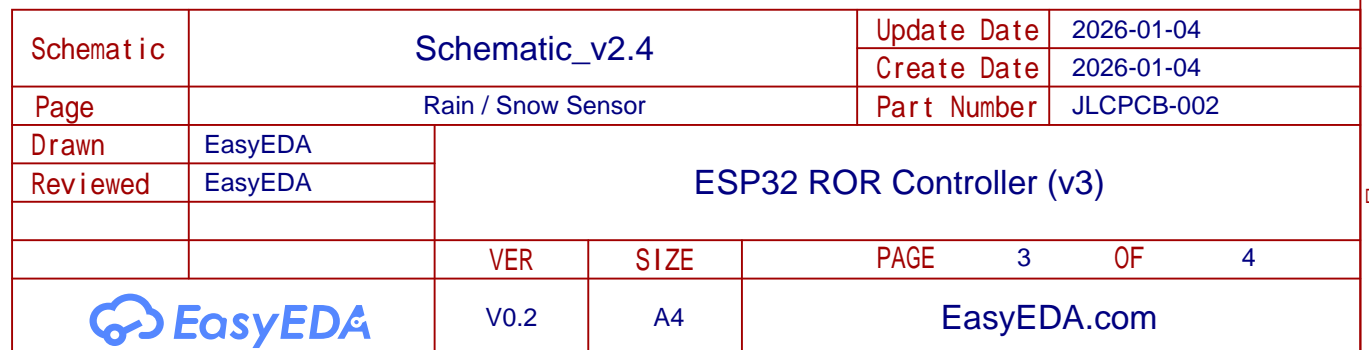 Schematic Schematic_v2.4 Update Date 2026-01-04
Create Date 2026-01-04
Page Rain / Snow Sensor Part Number JLCPCB-002
Drawn EasyEDA
Reviewed EasyEDA
ESP32 ROR Controller (v3)
VER SIZE PAGE 3 OF 4
EasyEDA V0.2 A4 EasyEDA.com